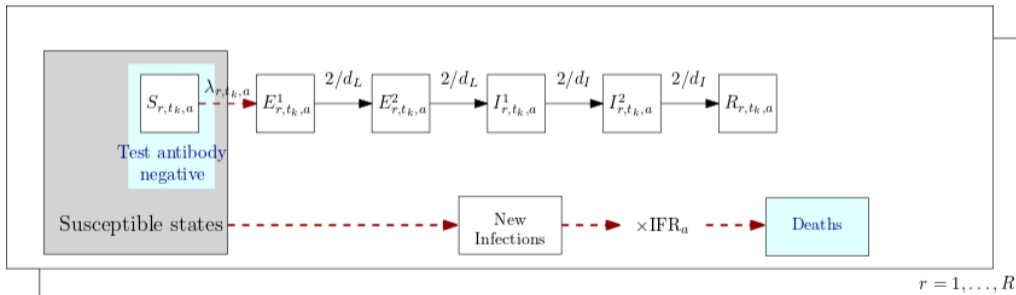 λ_{r,t_k,a} 2/d_L 2/d_L 2/d_I 2/d_I
S_{r,t_k,a} E^1_{r,t_k,a} E^2_{r,t_k,a} I^1_{r,t_k,a} I^2_{r,t_k,a} R_{r,t_k,a}
Test antibody
negative
Susceptible states
New
Infections
×IFR_a
Deaths
r = 1, . . . , R